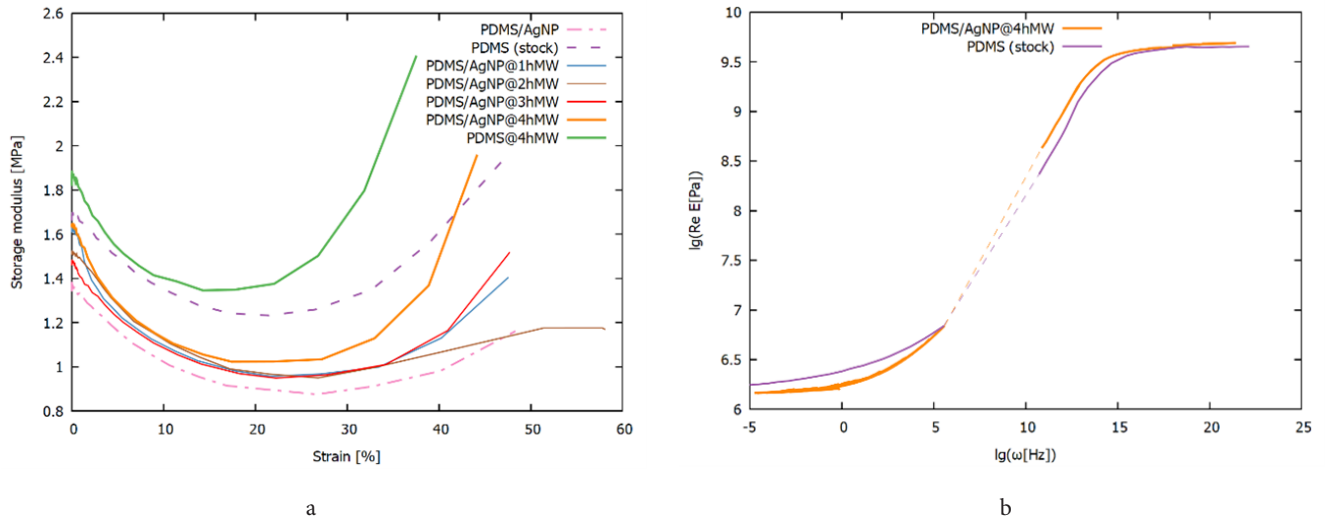 PDMS/AgNP
PDMS (stock)
PDMS/AgNP@1hMW
PDMS/AgNP@2hMW
PDMS/AgNP@3hMW
PDMS/AgNP@4hMW
PDMS@4hMW
2.6
2.4
2.2
2
1.8
1.6
1.4
1.2
1
0.8
Storage modulus [MPa]
0
10
20
30
40
50
60
Strain [%]
a
PDMS/AgNP@4hMW
PDMS (stock)
10
9.5
9
8.5
8
7.5
7
6.5
6
lg(Re E[Pa])
-5
0
5
10
15
20
25
lg(ω[Hz])
b